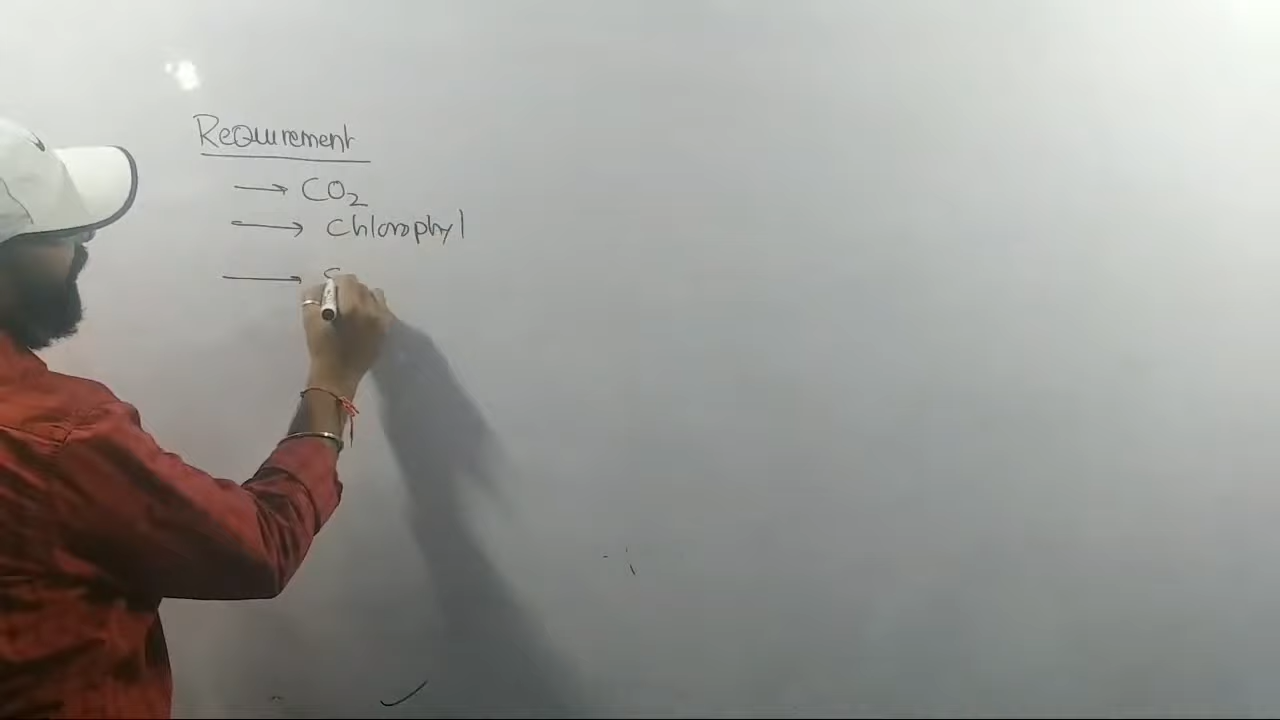 Requirement
→ CO₂
→ Chlorophyl
→